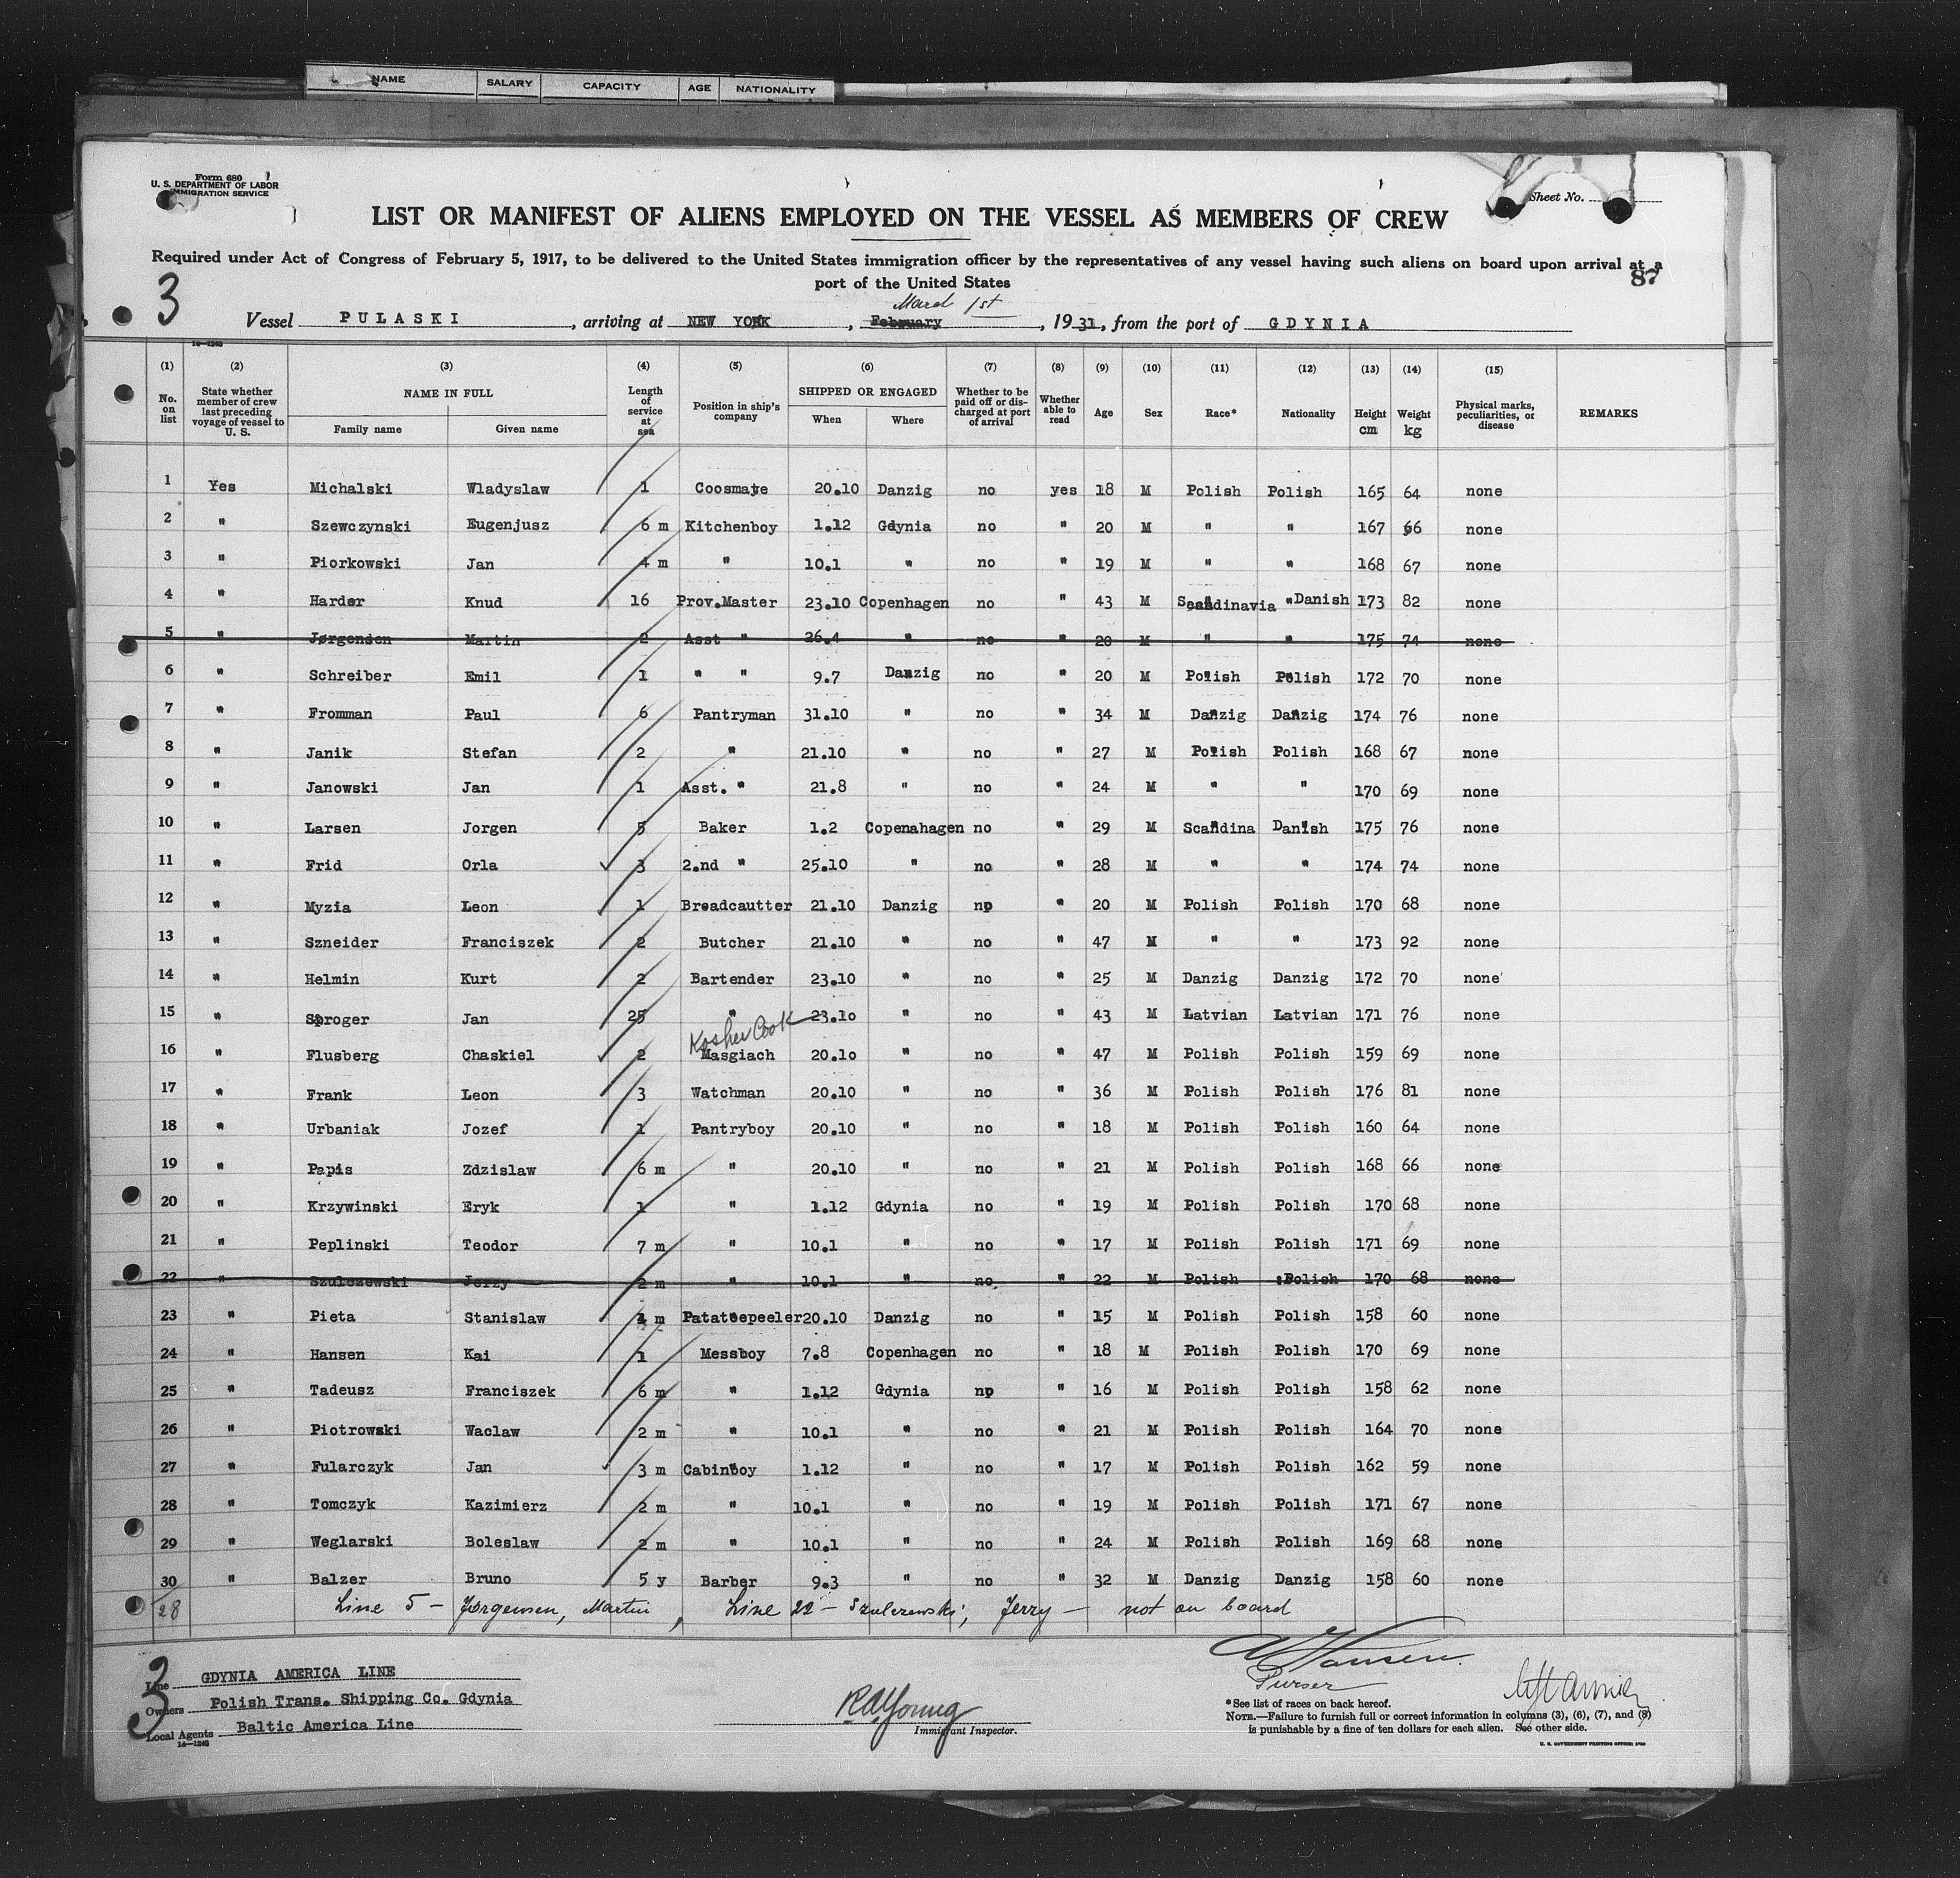 NAME SALARY CAPACITY AGE NATIONALITY
Form 680
U. S. DEPARTMENT OF LABOR
IMMIGRATION SERVICE
Sheet No.
LIST OR MANIFEST OF ALIENS EMPLOYED ON THE VESSEL AS MEMBERS OF CREW
Required under Act of Congress of February 5, 1917, to be delivered to the United States immigration officer by the representatives of any vessel having such aliens on board upon arrival at a
port of the United States
87
3
March 1st
Vessel PULASKI, arriving at NEW YORK, February, 1931, from the port of GDYNIA
14—1240
(1) (2) (3) (4) (5) (6) (7) (8) (9) (10) (11) (12) (13) (14) (15)
No. on list State whether member of crew last preceding voyage of vessel to U. S. NAME IN FULL Family name Given name Length of service at sea Position in ship's company SHIPPED OR ENGAGED When Where Whether to be paid off or discharged at port of arrival Whether able to read Age Sex Race* Nationality Height cm Weight kg Physical marks, peculiarities, or disease REMARKS
1 Yes Michalski Wladyslaw 1 Coosmate 20.10 Danzig no yes 18 M Polish Polish 165 64 none
2 " Szewczynski Eugenjusz 6 m Kitchenboy 1.12 Gdynia no " 20 M " " 167 66 none
3 " Piorkowski Jan 4 m " 10.1 " no " 19 M " " 168 67 none
4 " Harder Knud 16 Prov.Master 23.10 Copenhagen no " 43 M Scandinavia "Danish 173 82 none
5 " Jørgensen Martin 2 Asst " 26.4 " no " 20 M " " 175 74 none
6 " Schreiber Emil 1 " " 9.7 Danzig no " 20 M Polish Polish 172 70 none
7 " Fromman Paul 6 Pantryman 31.10 " no " 34 M Danzig Danzig 174 76 none
8 " Janik Stefan 2 " 21.10 " no " 27 M Polish Polish 168 67 none
9 " Janowski Jan 1 Asst. " 21.8 " no " 24 M " " 170 69 none
10 " Larsen Jorgen 5 Baker 1.2 Copenahagen no " 29 M Scandina Danish 175 76 none
11 " Frid Orla 3 2.nd " 25.10 " no " 28 M " " 174 74 none
12 " Myzia Leon 1 Breadcautter 21.10 Danzig np " 20 M Polish Polish 170 68 none
13 " Szneider Franciszek 2 Butcher 21.10 " no " 47 M " " 173 92 none
14 " Helmin Kurt 2 Bartender 23.10 " no " 25 M Danzig Danzig 172 70 none
15 " Sproger Jan 25 " 23.10 " no " 43 M Latvian Latvian 171 76 none
Kosher Cook
16 " Flusberg Chaskiel 2 Masgiach 20.10 " no " 47 M Polish Polish 159 69 none
17 " Frank Leon 3 Watchman 20.10 " no " 36 M Polish Polish 176 81 none
18 " Urbaniak Jozef 1 Pantryboy 20.10 " no " 18 M Polish Polish 160 64 none
19 " Papis Zdzislaw 6 m " 20.10 " no " 21 M Polish Polish 168 66 none
20 " Krzywinski Eryk 1 " 1.12 Gdynia no " 19 M Polish Polish 170 68 none
21 " Peplinski Teodor 7 m " 10.1 " no " 17 M Polish Polish 171 69 none
22 " Szulczewski Jerzy 2 m " 10.1 " no " 22 M Polish :Polish 170 68 none
23 " Pieta Stanislaw 4 m Patatoepeeler 20.10 Danzig no " 15 M Polish Polish 158 60 none
24 " Hansen Kai 1 Messboy 7.8 Copenhagen no " 18 M Polish Polish 170 69 none
25 " Tadeusz Franciszek 6 m " 1.12 Gdynia np " 16 M Polish Polish 158 62 none
26 " Piotrowski Waclaw 2 m " 10.1 " no " 21 M Polish Polish 164 70 none
27 " Fularczyk Jan 3 m Cabinboy 1.12 " no " 17 M Polish Polish 162 59 none
28 " Tomczyk Kazimierz 2 m " 10.1 " no " 19 M Polish Polish 171 67 none
29 " Weglarski Boleslaw 2 m " 10.1 " no " 24 M Polish Polish 169 68 none
30 " Balzer Bruno 5 y Barber 9.3 " no " 32 M Danzig Danzig 158 60 none
28 Line 5 — Jørgensen, Martin, Line 22 — Szulczewski, Jerry — not on board
3
Line GDYNIA AMERICA LINE
Owners Polish Trans. Shipping Co. Gdynia
Local Agents Baltic America Line
14—1240
R.A. Young
Immigrant Inspector.
Hansen
Purser
*See list of races on back hereof.
NOTE.—Failure to furnish full or correct information in columns (3), (6), (7), and (8)
is punishable by a fine of ten dollars for each alien. See other side.